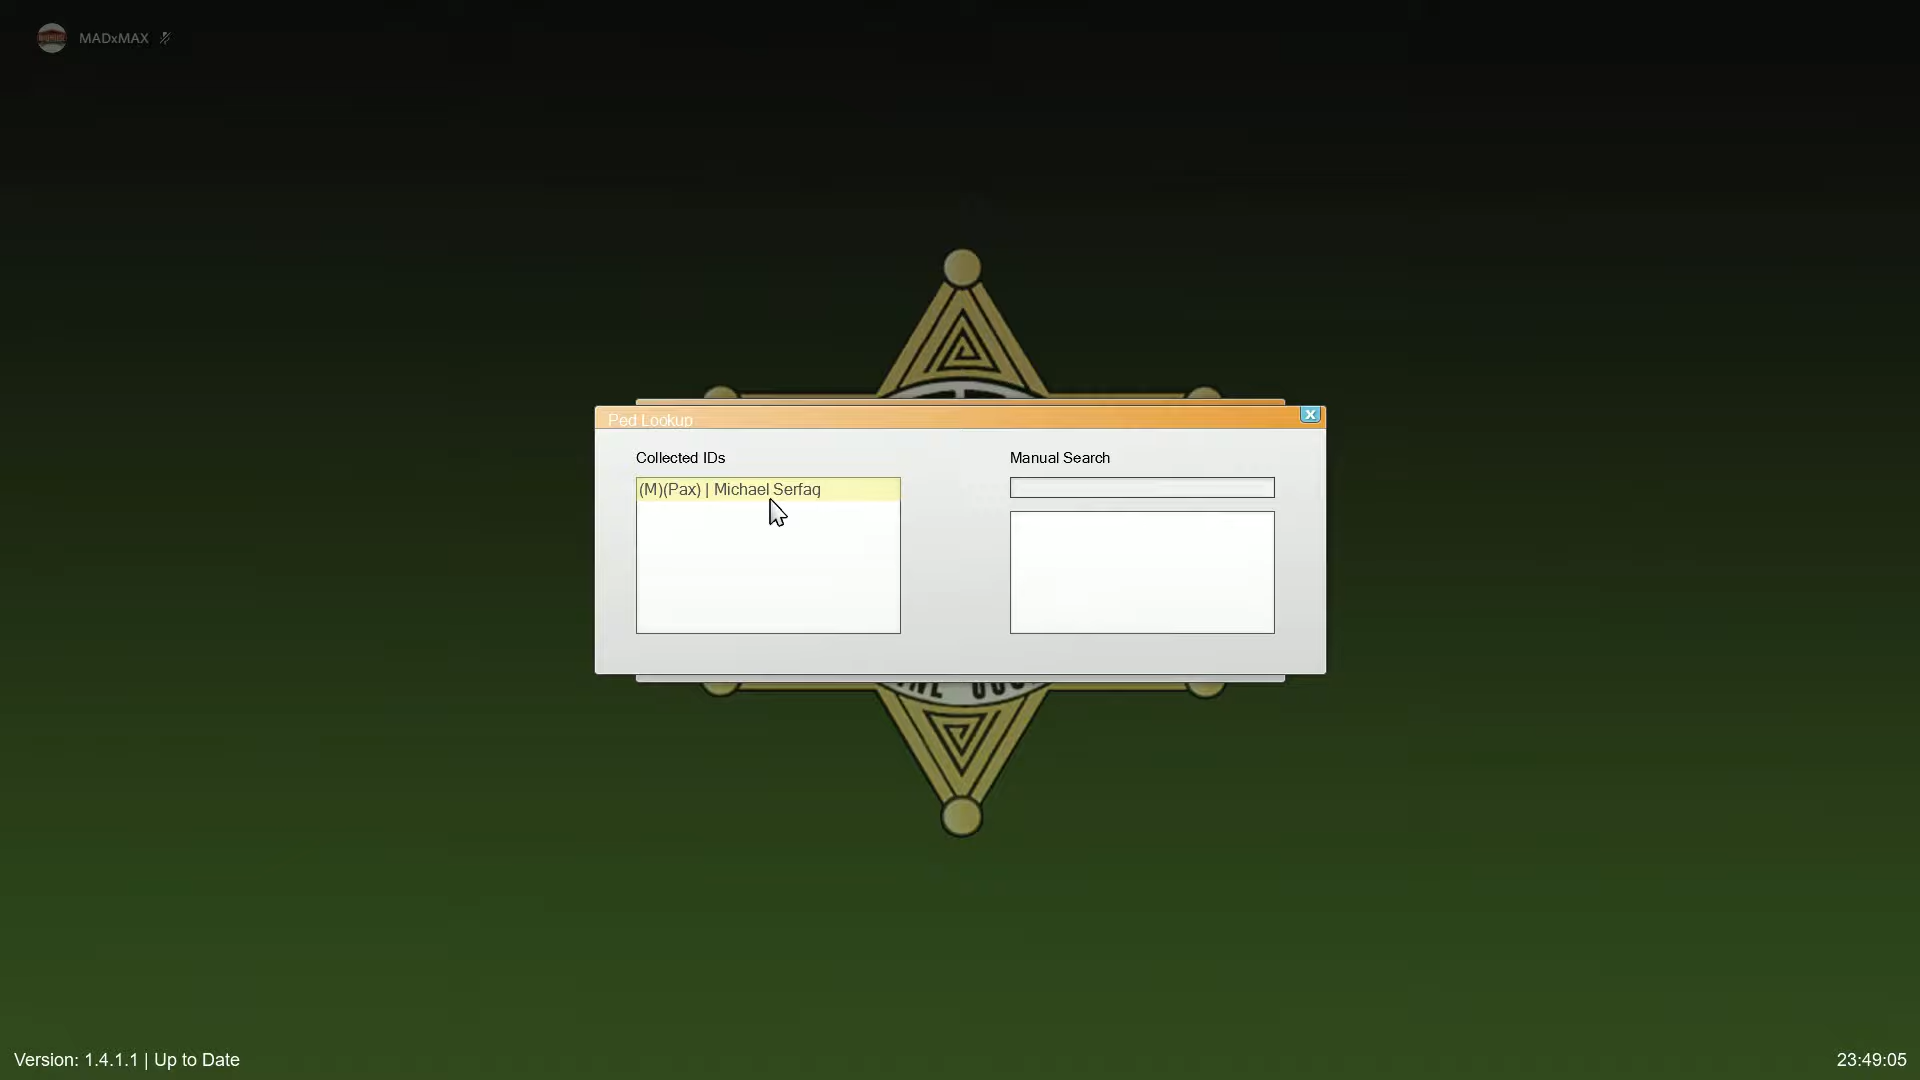 MADxMAX
Ped Lookup
x
Collected IDs
Manual Search
(M)(Pax) | Michael Serfaq
Version: 1.4.1.1 | Up to Date
23:49:05